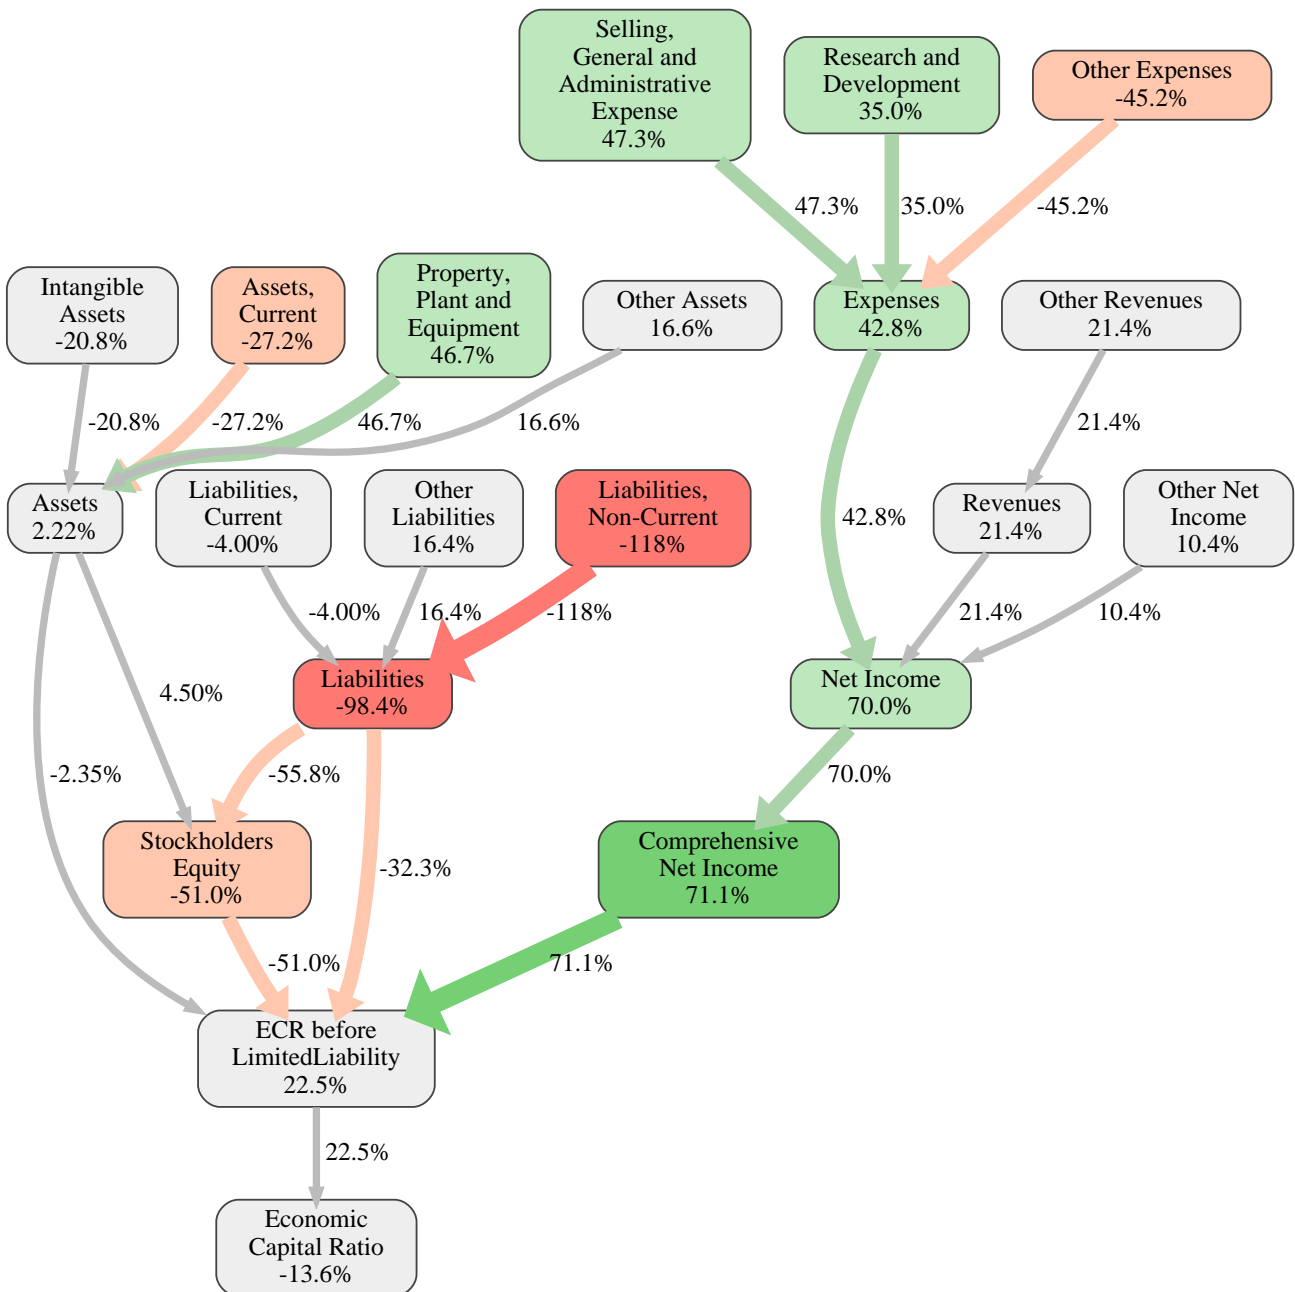 Selling,
General and
Administrative
Expense
47.3%
Research and
Development
35.0%
Other Expenses
-45.2%
47.3%
35.0%
-45.2%
Intangible
Assets
-20.8%
Assets,
Current
-27.2%
Property,
Plant and
Equipment
46.7%
Other Assets
16.6%
Expenses
42.8%
Other Revenues
21.4%
-20.8%
-27.2%
46.7%
16.6%
21.4%
Assets
2.22%
Liabilities,
Current
-4.00%
Other
Liabilities
16.4%
Liabilities,
Non-Current
-118%
42.8%
Revenues
21.4%
Other Net
Income
10.4%
-4.00%
16.4%
-118%
21.4%
10.4%
Liabilities
-98.4%
Net Income
70.0%
4.50%
-2.35%
-55.8%
70.0%
Stockholders
Equity
-51.0%
-32.3%
Comprehensive
Net Income
71.1%
-51.0%
71.1%
ECR before
LimitedLiability
22.5%
22.5%
Economic
Capital Ratio
-13.6%